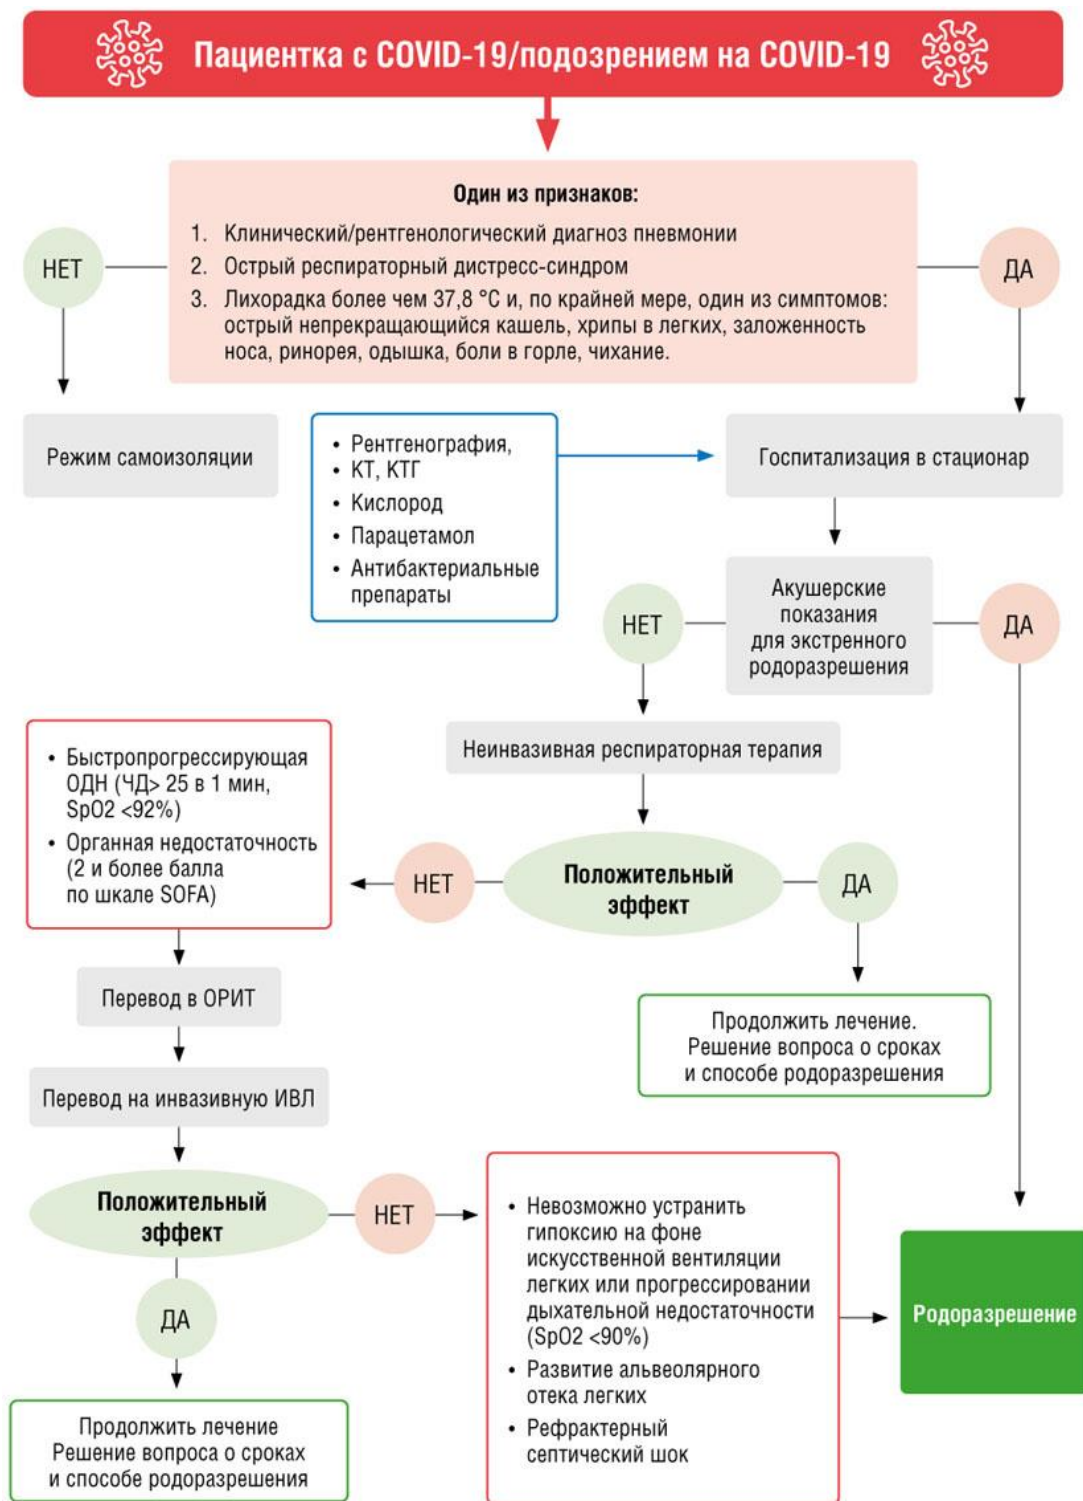 Пациентка с COVID-19/подозрением на COVID-19
Один из признаков:
1. Клинический/рентгенологический диагноз пневмонии
2. Острый респираторный дистресс-синдром
3. Лихорадка более чем 37,8 °C и, по крайней мере, один из симптомов:
острый непрекращающийся кашель, хрипы в легких, заложенность
носа, ринорея, одышка, боли в горле, чихание.
НЕТ
ДА
Режим самоизоляции
• Рентгенография,
• КТ, КТГ
• Кислород
• Парацетамол
• Антибактериальные
препараты
Госпитализация в стационар
Акушерские
показания
для экстренного
родоразрешения
НЕТ
ДА
Неинвазивная респираторная терапия
• Быстропрогрессирующая
ОДН (ЧД> 25 в 1 мин,
SpO2 <92%)
• Органная недостаточность
(2 и более балла
по шкале SOFA)
НЕТ
Положительный
эффект
ДА
Перевод в ОРИТ
Продолжить лечение.
Решение вопроса о сроках
и способе родоразрешения
Перевод на инвазивную ИВЛ
Положительный
эффект
НЕТ
ДА
• Невозможно устранить
гипоксию на фоне
искусственной вентиляции
легких или прогрессировании
дыхательной недостаточности
(SpO2 <90%)
• Развитие альвеолярного
отека легких
• Рефрактерный
септический шок
Родоразрешение
Продолжить лечение
Решение вопроса о сроках
и способе родоразрешения